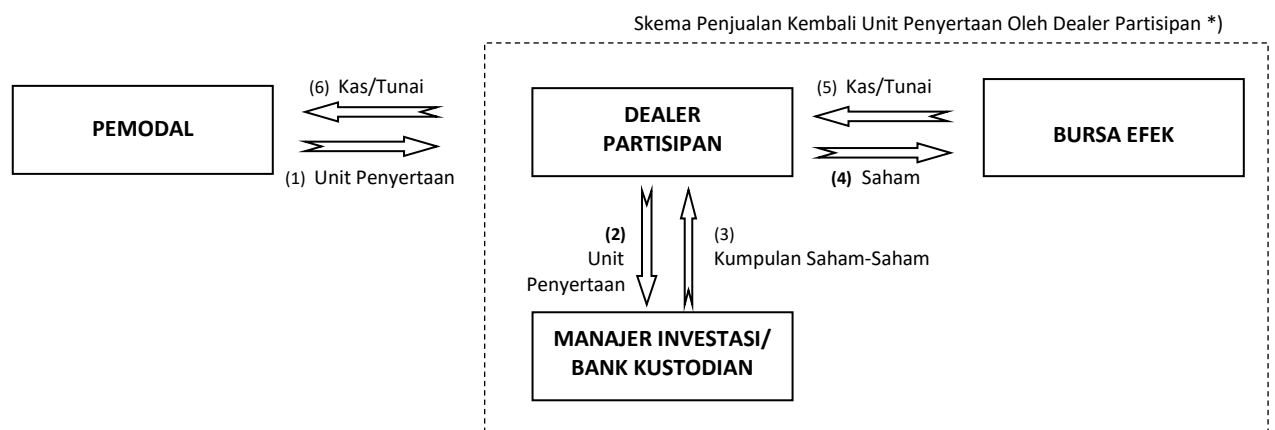 Skema Penjualan Kembali Unit Penyertaan Oleh Dealer Partisipan *)
(6) Kas/Tunai
(5) Kas/Tunai
PEMODAL
DEALER
PARTISIPAN
BURSA EFEK
(1) Unit Penyertaan
(4) Saham
(2)
Unit
Penyertaan
(3)
Kumpulan Saham-Saham
MANAJER INVESTASI/
BANK KUSTODIAN